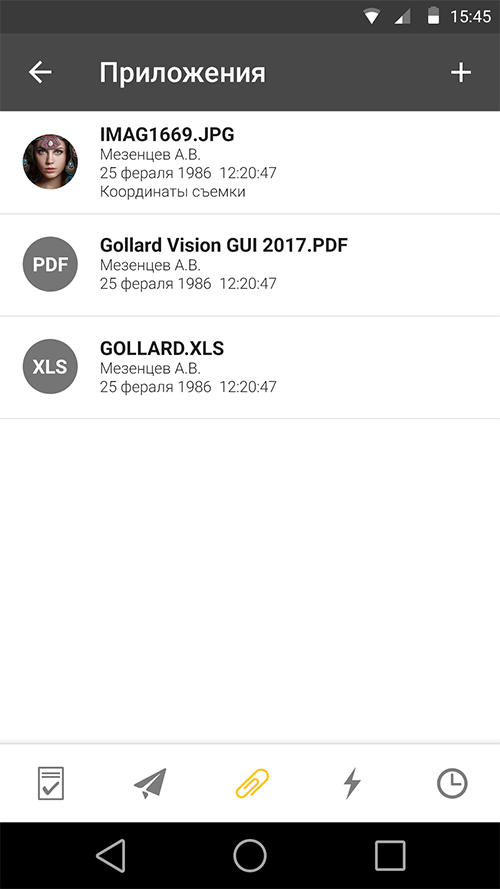 15:45
Приложения
IMAG1669.JPG
Мезенцев А.В.
25 фераля 1986 12:20:47
Координаты съемки
PDF
Gollard Vision GUI 2017.PDF
Мезенцев А.В.
25 фераля 1986 12:20:47
XLS
GOLLARD.XLS
Мезенцев А.В.
25 фераля 1986 12:20:47